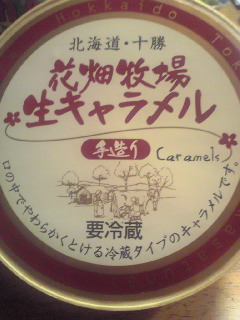 Hokkaido Tok
北海道・十勝
花畑牧場
生キャラメル
手造り
Caramels
要冷蔵
口の中でやわらかくとける冷蔵タイプのキャラメルです。